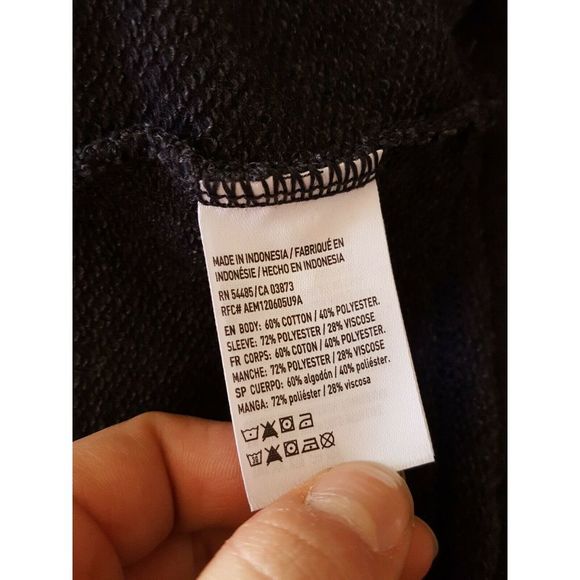 MADE IN INDONESIA / FABRIQUÉ EN
INDONÉSIE / HECHO EN INDONESIA
RN 54485 / CA 03873
RFC# AEM120605U9A
EN BODY: 60% COTTON / 40% POLYESTER.
SLEEVE: 72% POLYESTER / 28% VISCOSE
FR CORPS: 60% COTON / 40% POLYESTER.
MANCHE: 72% POLYESTER / 28% VISCOSE
SP CUERPO: 60% algodón / 40% poliéster.
MANGA: 72% poliéster / 28% viscosa